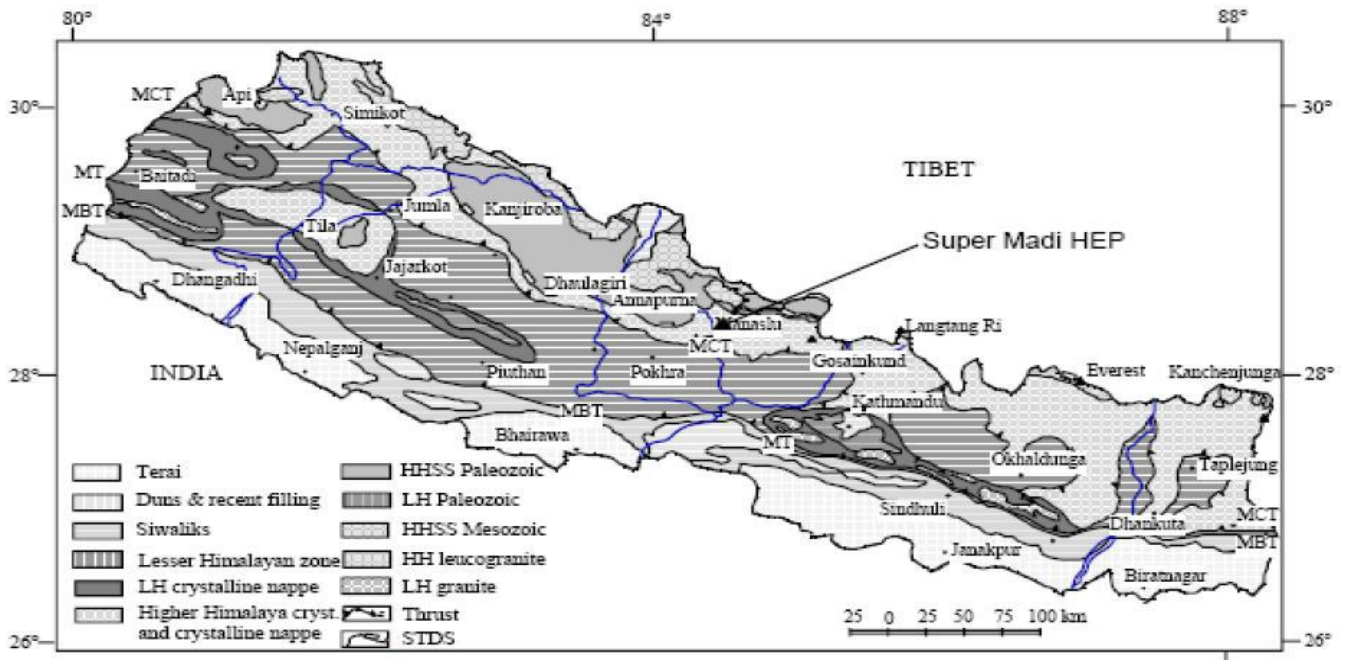 80°
84°
88°
30°
30°
MCT
Api
Simikot
TIBET
MT
Baitadi
MBT
Jumla
Kanjiroba
Tila
Super Madi HEP
Dhangadhi
Jajarkot
Dhaulagiri
Annapurna
Manaslu
Langtang Ri
MCT
Nepalganj
Gosainkund
28°
INDIA
Piuthan
Pokhra
Everest
Kanchenjunga
28°
MBT
Kathmandu
Bhairawa
MT
Okhaldunga
Taplejung
Sindhuli
Dhankuta
MCT
MBT
Janakpur
Biratnagar
Terai
Duns & recent filling
Siwaliks
Lesser Himalayan zone
LH crystalline nappe
Higher Himalaya cryst.
and crystalline nappe
HHSS Paleozoic
LH Paleozoic
HHSS Mesozoic
HH leucogranite
LH granite
Thrust
STDS
25 0 25 50 75 100 km
26°
26°